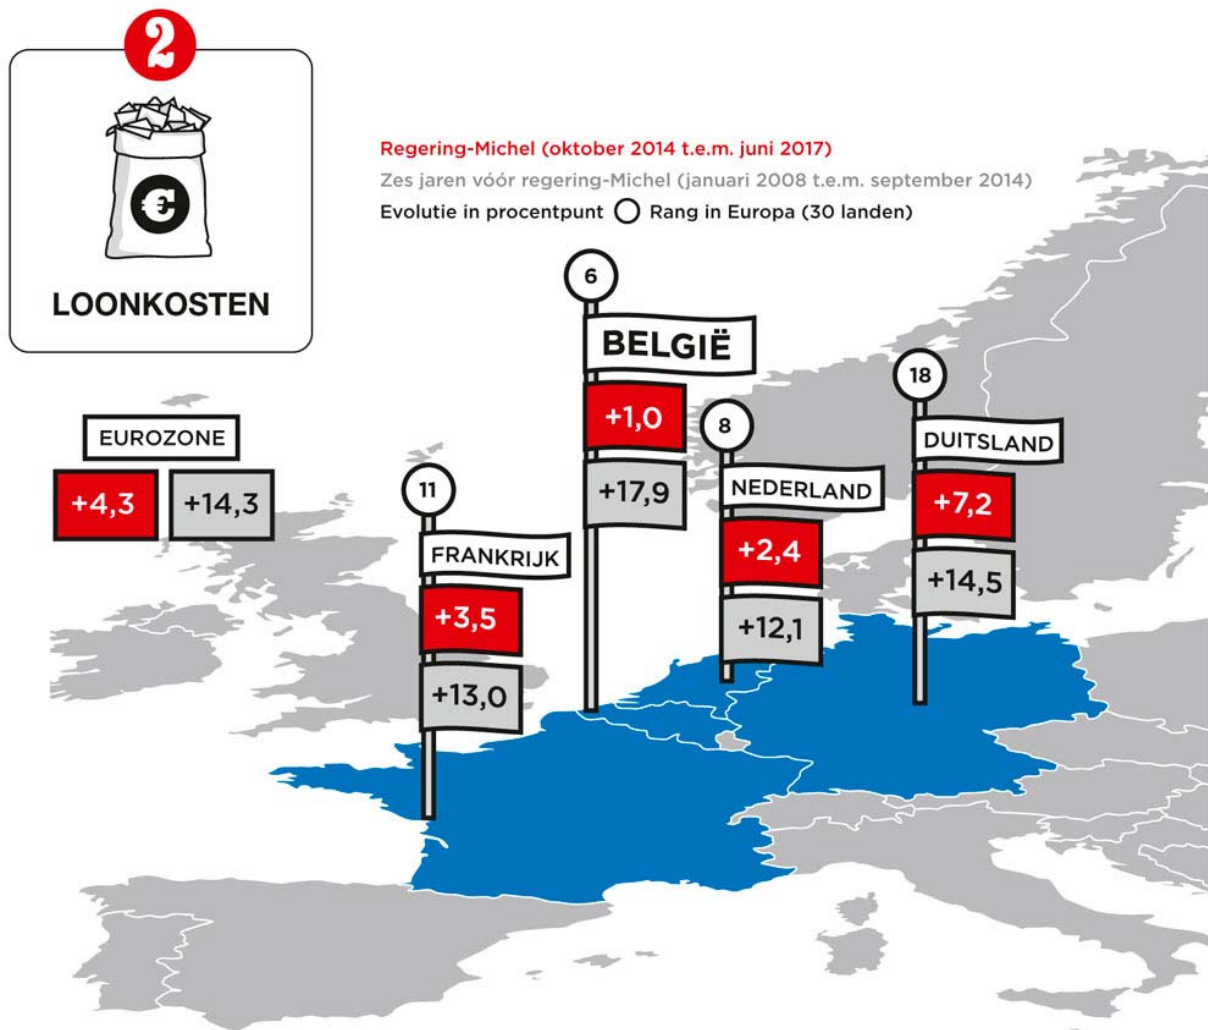 2
€
LOONKOSTEN
Regering-Michel (oktober 2014 t.e.m. juni 2017)
Zes jaren vóór regering-Michel (januari 2008 t.e.m. september 2014)
Evolutie in procentpunt Rang in Europa (30 landen)
EUROZONE
+4,3 +14,3
11
FRANKRIJK
+3,5
+13,0
6
BELGIË
+1,0
+17,9
8
NEDERLAND
+2,4
+12,1
18
DUITSLAND
+7,2
+14,5